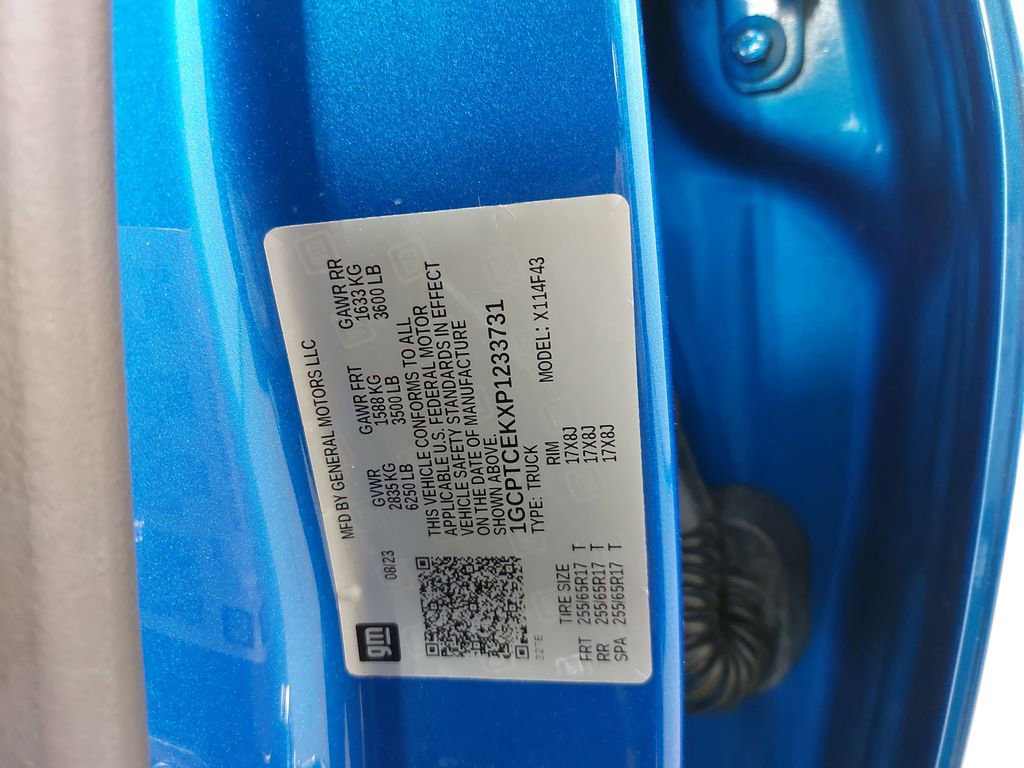 gm
MFD BY GENERAL MOTORS LLC
08/23
GVWR GAWR FRT GAWR RR
2835 KG 1588 KG 1633 KG
6250 LB 3500 LB 3600 LB
THIS VEHICLE CONFORMS TO ALL
APPLICABLE U.S. FEDERAL MOTOR
VEHICLE SAFETY STANDARDS IN EFFECT
ON THE DATE OF MANUFACTURE
SHOWN ABOVE.
1GCPTCEKXP1233731
TYPE: TRUCK MODEL: X114F43
TIRE SIZE RIM
FRT 255/65R17 T 17X8J
RR 255/65R17 T 17X8J
SPA 255/65R17 T 17X8J